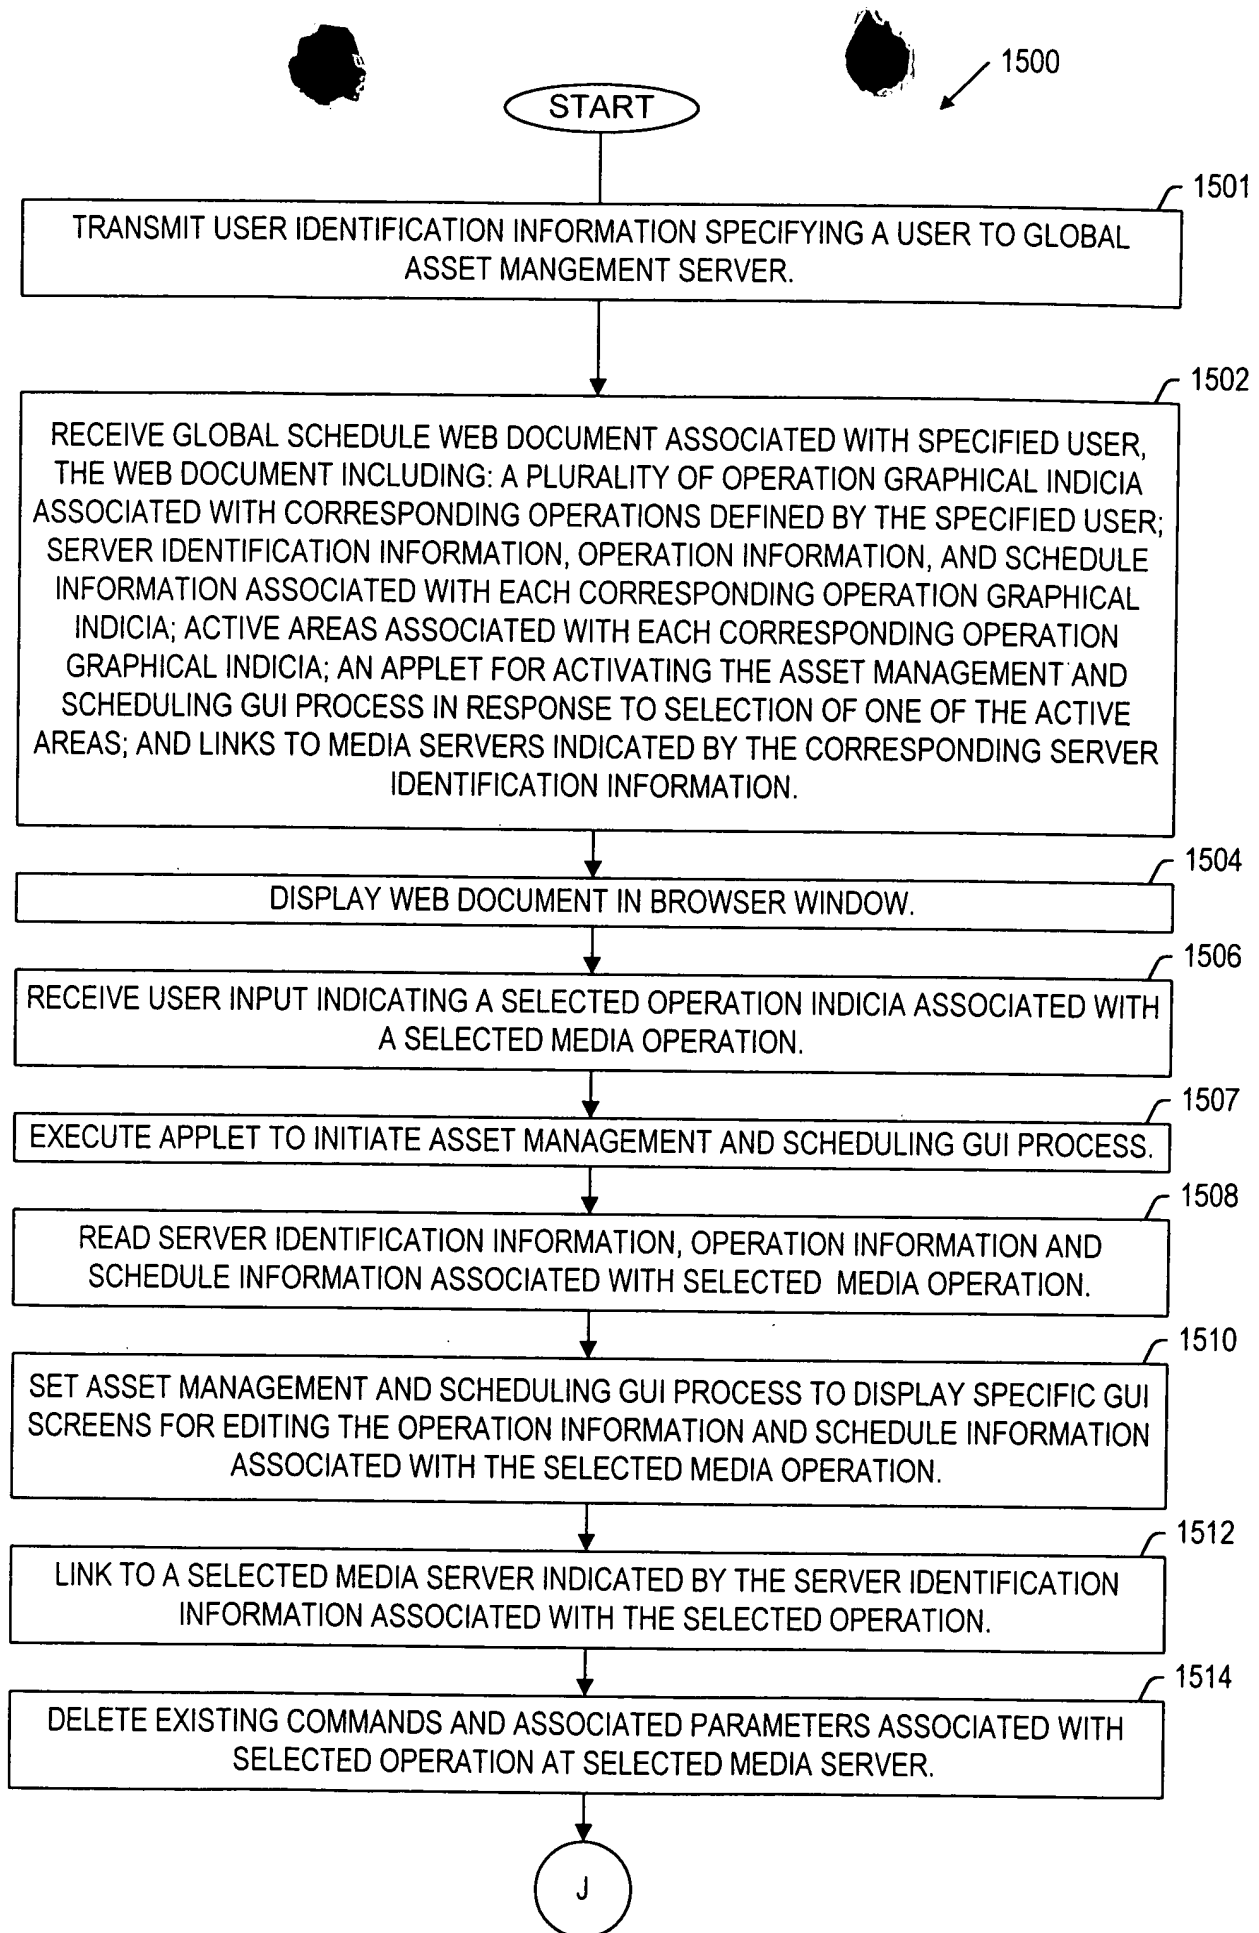 1500
START
1501
TRANSMIT USER IDENTIFICATION INFORMATION SPECIFYING A USER TO GLOBAL
ASSET MANGEMENT SERVER.
1502
RECEIVE GLOBAL SCHEDULE WEB DOCUMENT ASSOCIATED WITH SPECIFIED USER,
THE WEB DOCUMENT INCLUDING: A PLURALITY OF OPERATION GRAPHICAL INDICIA
ASSOCIATED WITH CORRESPONDING OPERATIONS DEFINED BY THE SPECIFIED USER;
SERVER IDENTIFICATION INFORMATION, OPERATION INFORMATION, AND SCHEDULE
INFORMATION ASSOCIATED WITH EACH CORRESPONDING OPERATION GRAPHICAL
INDICIA; ACTIVE AREAS ASSOCIATED WITH EACH CORRESPONDING OPERATION
GRAPHICAL INDICIA; AN APPLET FOR ACTIVATING THE ASSET MANAGEMENT AND
SCHEDULING GUI PROCESS IN RESPONSE TO SELECTION OF ONE OF THE ACTIVE
AREAS; AND LINKS TO MEDIA SERVERS INDICATED BY THE CORRESPONDING SERVER
IDENTIFICATION INFORMATION.
1504
DISPLAY WEB DOCUMENT IN BROWSER WINDOW.
1506
RECEIVE USER INPUT INDICATING A SELECTED OPERATION INDICIA ASSOCIATED WITH
A SELECTED MEDIA OPERATION.
1507
EXECUTE APPLET TO INITIATE ASSET MANAGEMENT AND SCHEDULING GUI PROCESS.
1508
READ SERVER IDENTIFICATION INFORMATION, OPERATION INFORMATION AND
SCHEDULE INFORMATION ASSOCIATED WITH SELECTED MEDIA OPERATION.
1510
SET ASSET MANAGEMENT AND SCHEDULING GUI PROCESS TO DISPLAY SPECIFIC GUI
SCREENS FOR EDITING THE OPERATION INFORMATION AND SCHEDULE INFORMATION
ASSOCIATED WITH THE SELECTED MEDIA OPERATION.
1512
LINK TO A SELECTED MEDIA SERVER INDICATED BY THE SERVER IDENTIFICATION
INFORMATION ASSOCIATED WITH THE SELECTED OPERATION.
1514
DELETE EXISTING COMMANDS AND ASSOCIATED PARAMETERS ASSOCIATED WITH
SELECTED OPERATION AT SELECTED MEDIA SERVER.
J